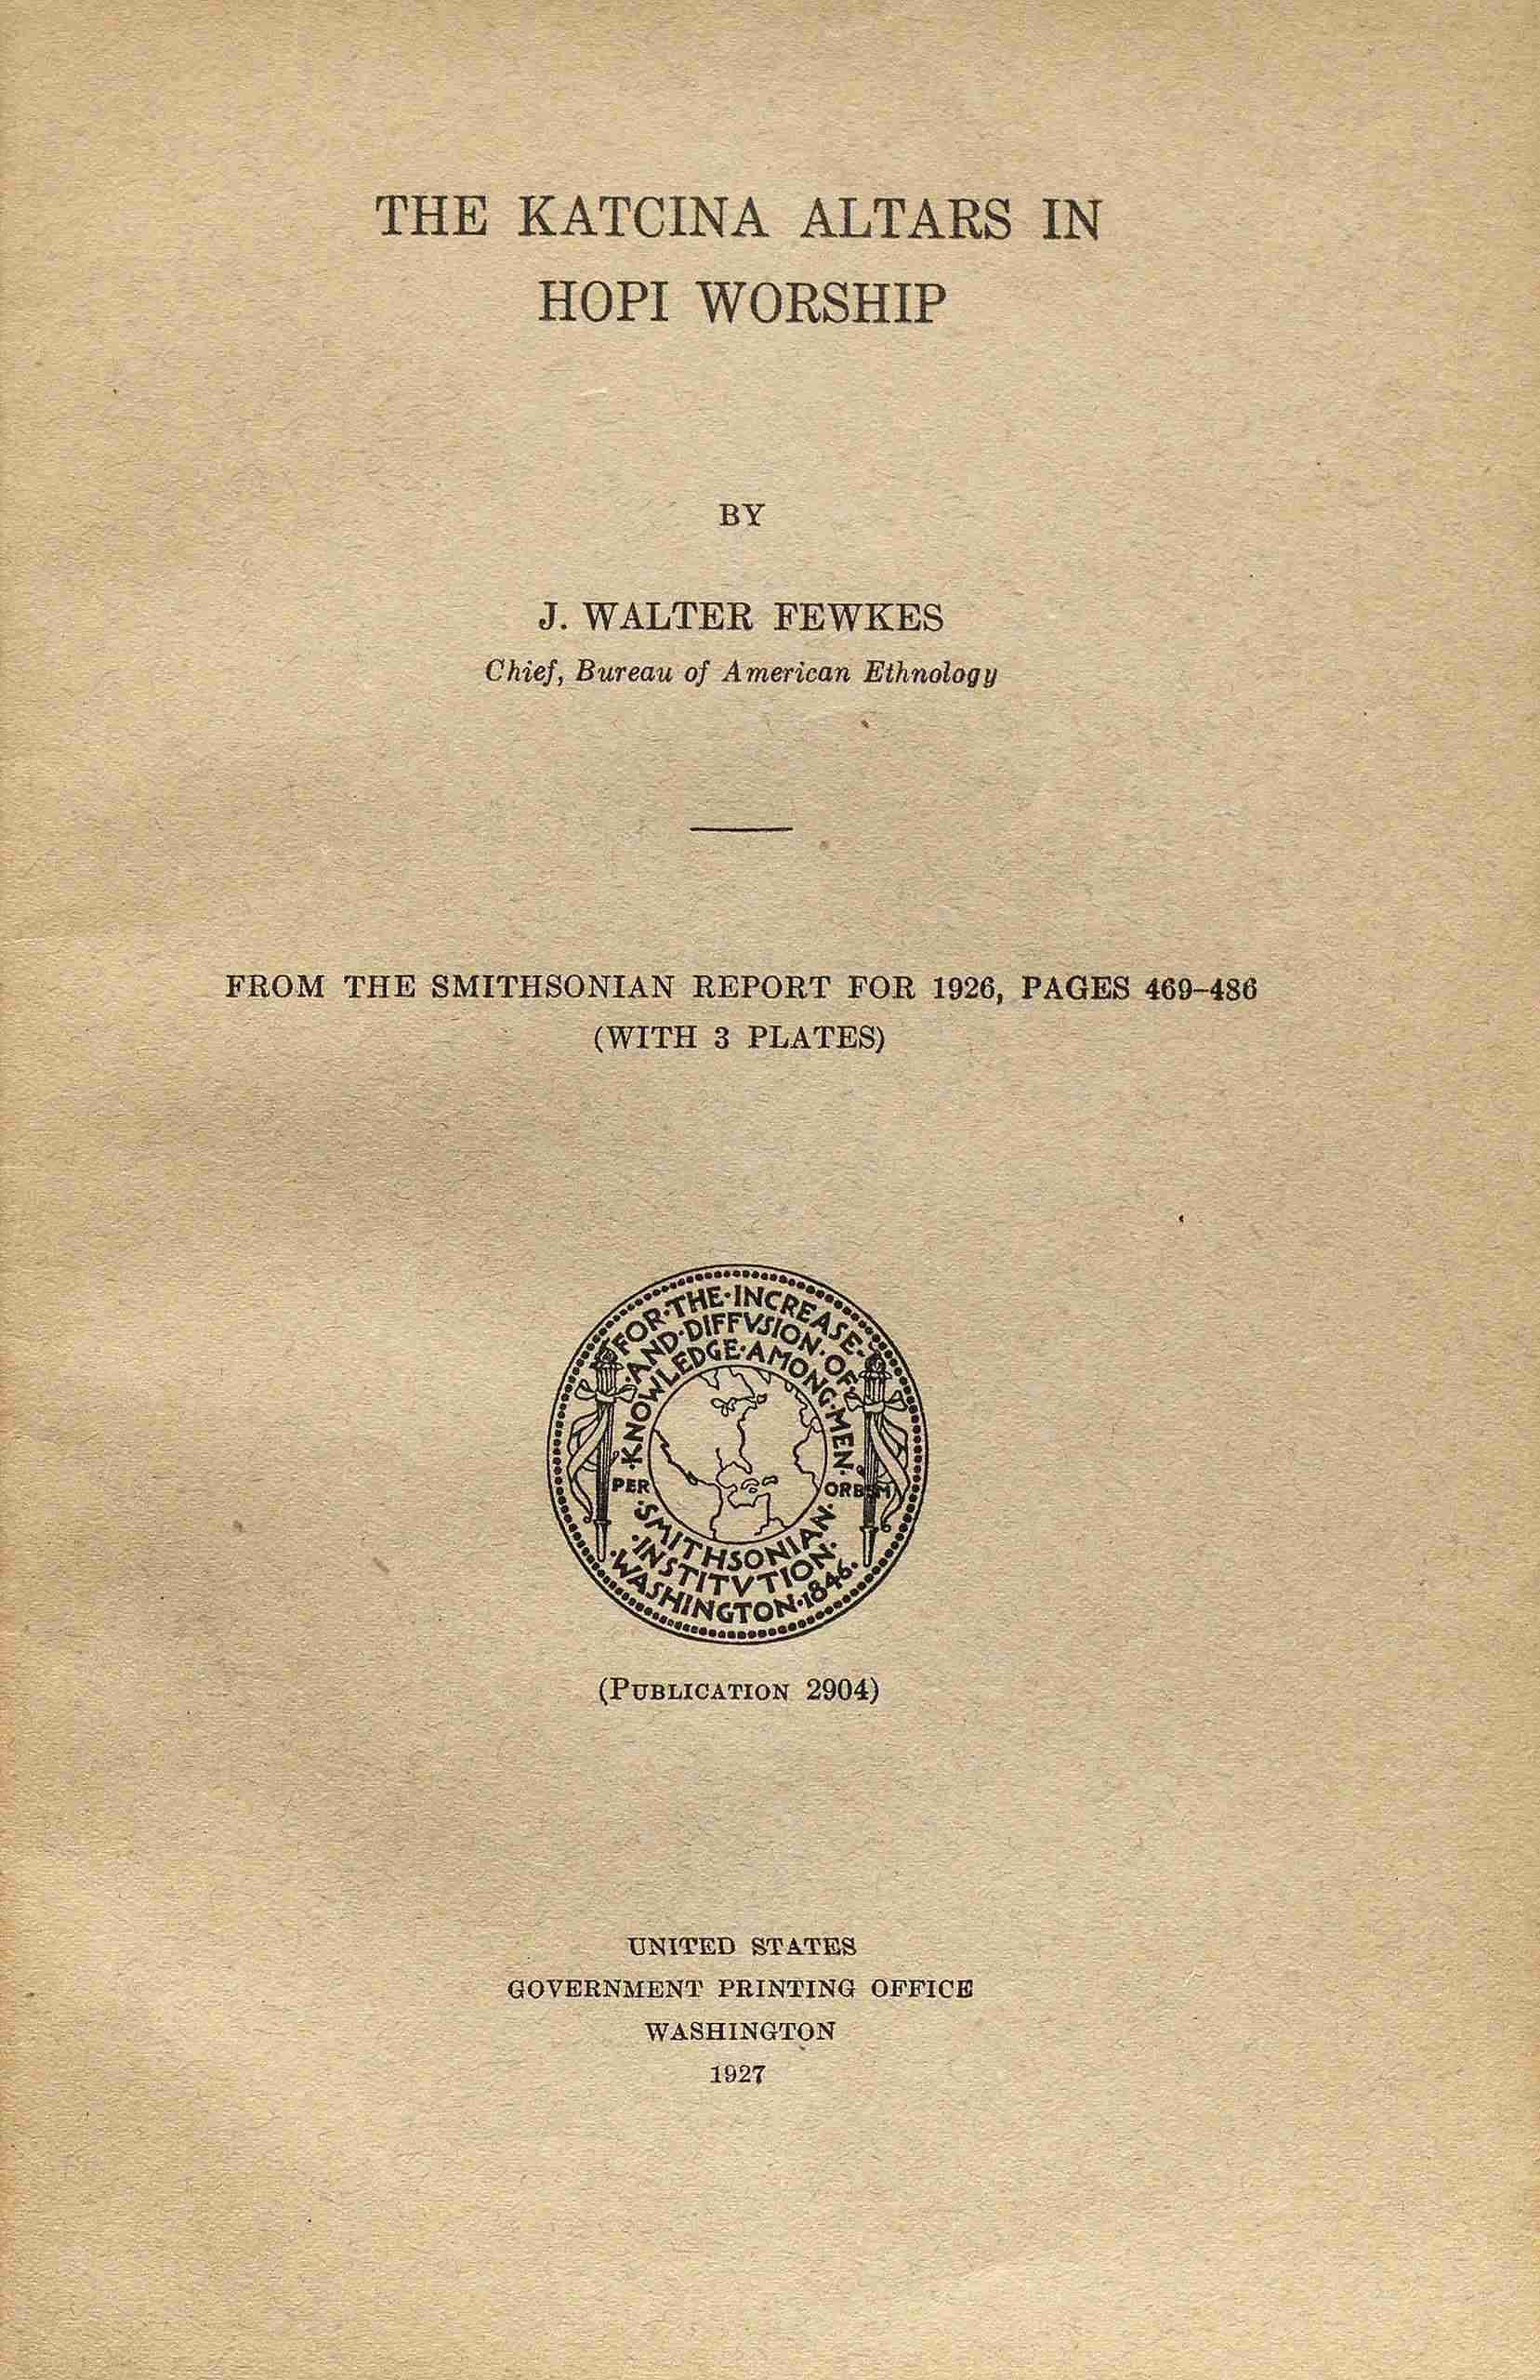 THE KATCINA ALTARS IN
HOPI WORSHIP
BY
J. WALTER FEWKES
Chief, Bureau of American Ethnology
FROM THE SMITHSONIAN REPORT FOR 1926, PAGES 469–486
(WITH 3 PLATES)
FOR·THE·INCREASE·
·AND·DIFFVSION·OF·
·KNOWLEDGE·AMONG·MEN·
PER ORBEM
·SMITHSONIAN·
·INSTITVTION·
·WASHINGTON·1846·
(PUBLICATION 2904)
UNITED STATES
GOVERNMENT PRINTING OFFICE
WASHINGTON
1927